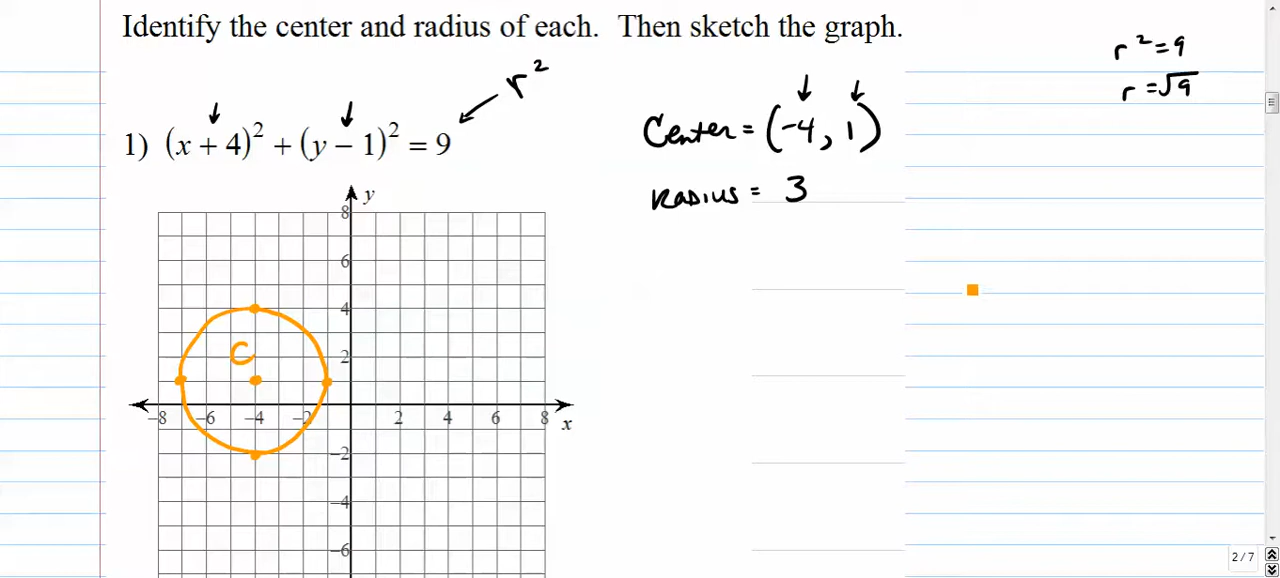 Identify the center and radius of each. Then sketch the graph.
r² = 9
r = √9
r²
1) (x + 4)² + (y − 1)² = 9
Center = (-4, 1)
Radius = 3
y
8
6
4
C
2
−8 −6 −4 −2 2 4 6 8 x
−2
−4
−6
2 / 7